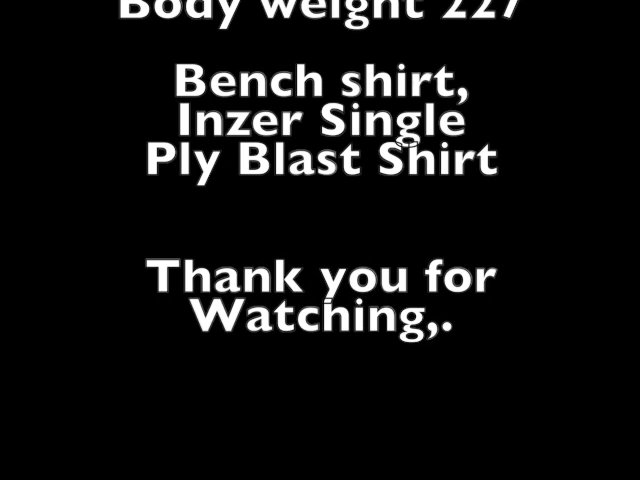 Body weight 227
Bench shirt,
Inzer Single
Ply Blast Shirt
Thank you for
Watching,.